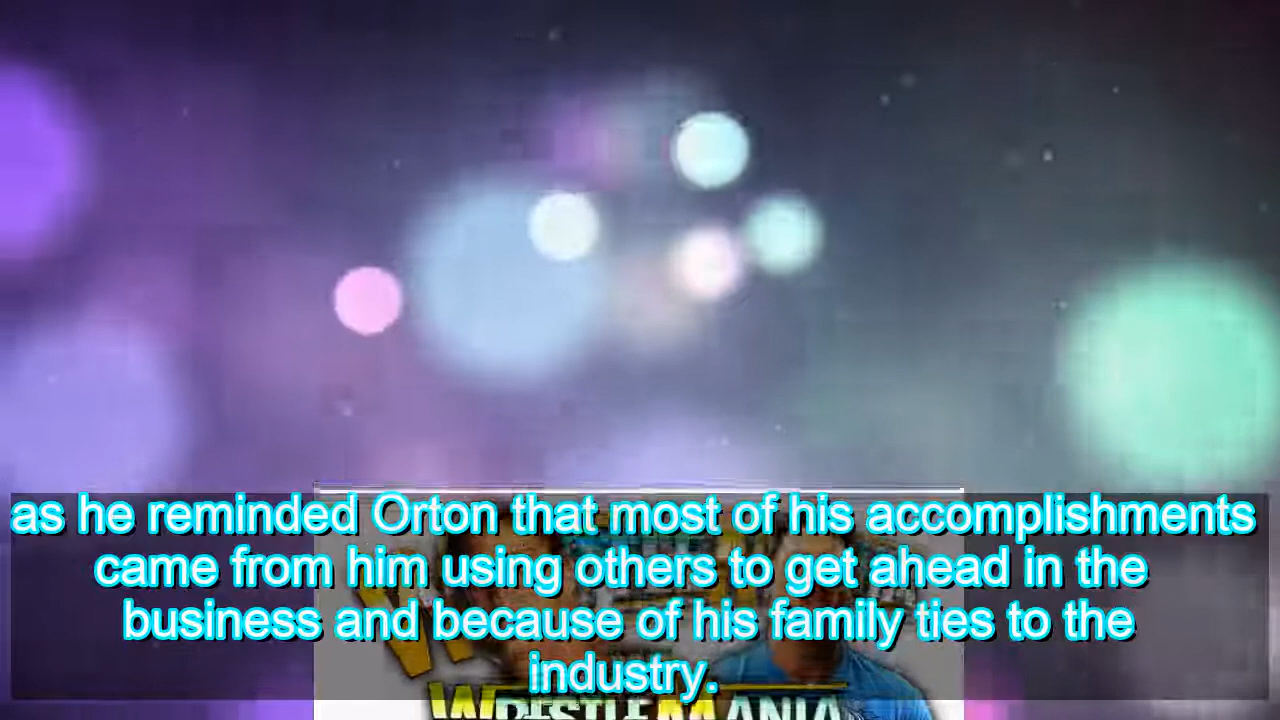 as he reminded Orton that most of his accomplishments
came from him using others to get ahead in the
business and because of his family ties to the
industry.
WRESTLEMANIA